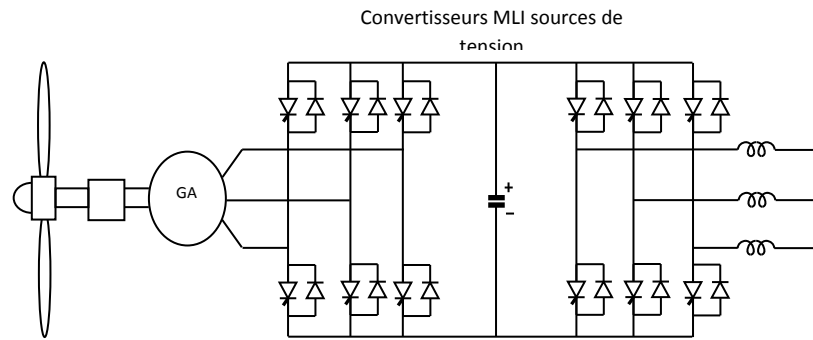 Convertisseurs MLI sources de
tension
GA
+
−